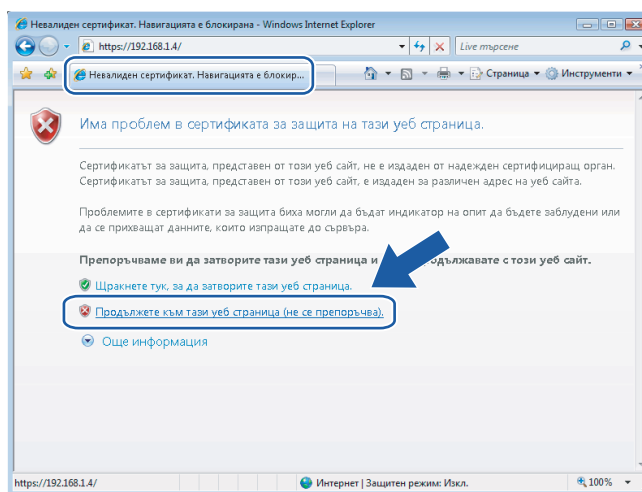 Невалиден сертификат. Навигацията е блокирана - Windows Internet Explorer
https://192.168.1.4/
Live търсене
Невалиден сертификат. Навигацията е блокир...
Страница
Инструменти
Има проблем в сертификата за защита на тази уеб страница.
Сертификатът за защита, представен от този уеб сайт, не е издаден от надежден сертифициращ орган.
Сертификатът за защита, представен от този уеб сайт, е издаден за различен адрес на уеб сайта.
Проблемите в сертификати за защита биха могли да бъдат индикатор на опит да бъдете заблудени или
да се прихващат данните, които изпращате до сървъра.
Препоръчваме ви да затворите тази уеб страница и с този уеб сайт.
Щракнете тук, за да затворите тази уеб страница.
Продължете към тази уеб страница (не се препоръчва).
Още информация
https://192.168.1.4/
Интернет | Защитен режим: Изкл.
100%